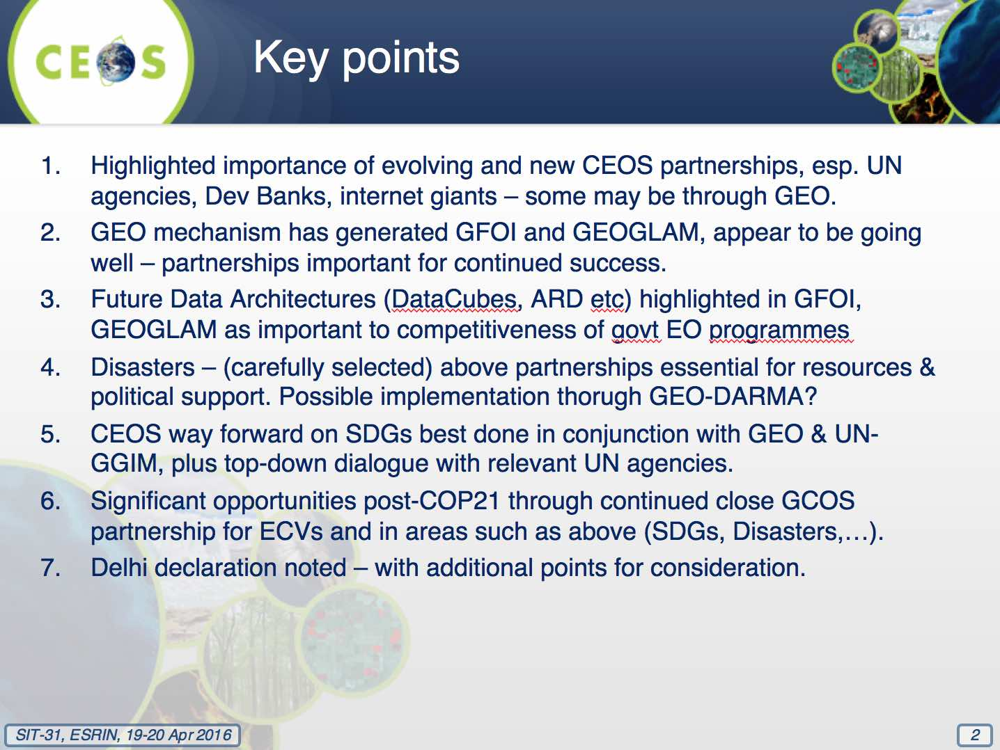 CEOS
Key points
1. Highlighted importance of evolving and new CEOS partnerships, esp. UN
agencies, Dev Banks, internet giants – some may be through GEO.
2. GEO mechanism has generated GFOI and GEOGLAM, appear to be going
well – partnerships important for continued success.
3. Future Data Architectures (DataCubes, ARD etc) highlighted in GFOI,
GEOGLAM as important to competitiveness of govt EO programmes
4. Disasters – (carefully selected) above partnerships essential for resources &
political support. Possible implementation thorugh GEO-DARMA?
5. CEOS way forward on SDGs best done in conjunction with GEO & UN-
GGIM, plus top-down dialogue with relevant UN agencies.
6. Significant opportunities post-COP21 through continued close GCOS
partnership for ECVs and in areas such as above (SDGs, Disasters,…).
7. Delhi declaration noted – with additional points for consideration.
SIT-31, ESRIN, 19-20 Apr 2016
2